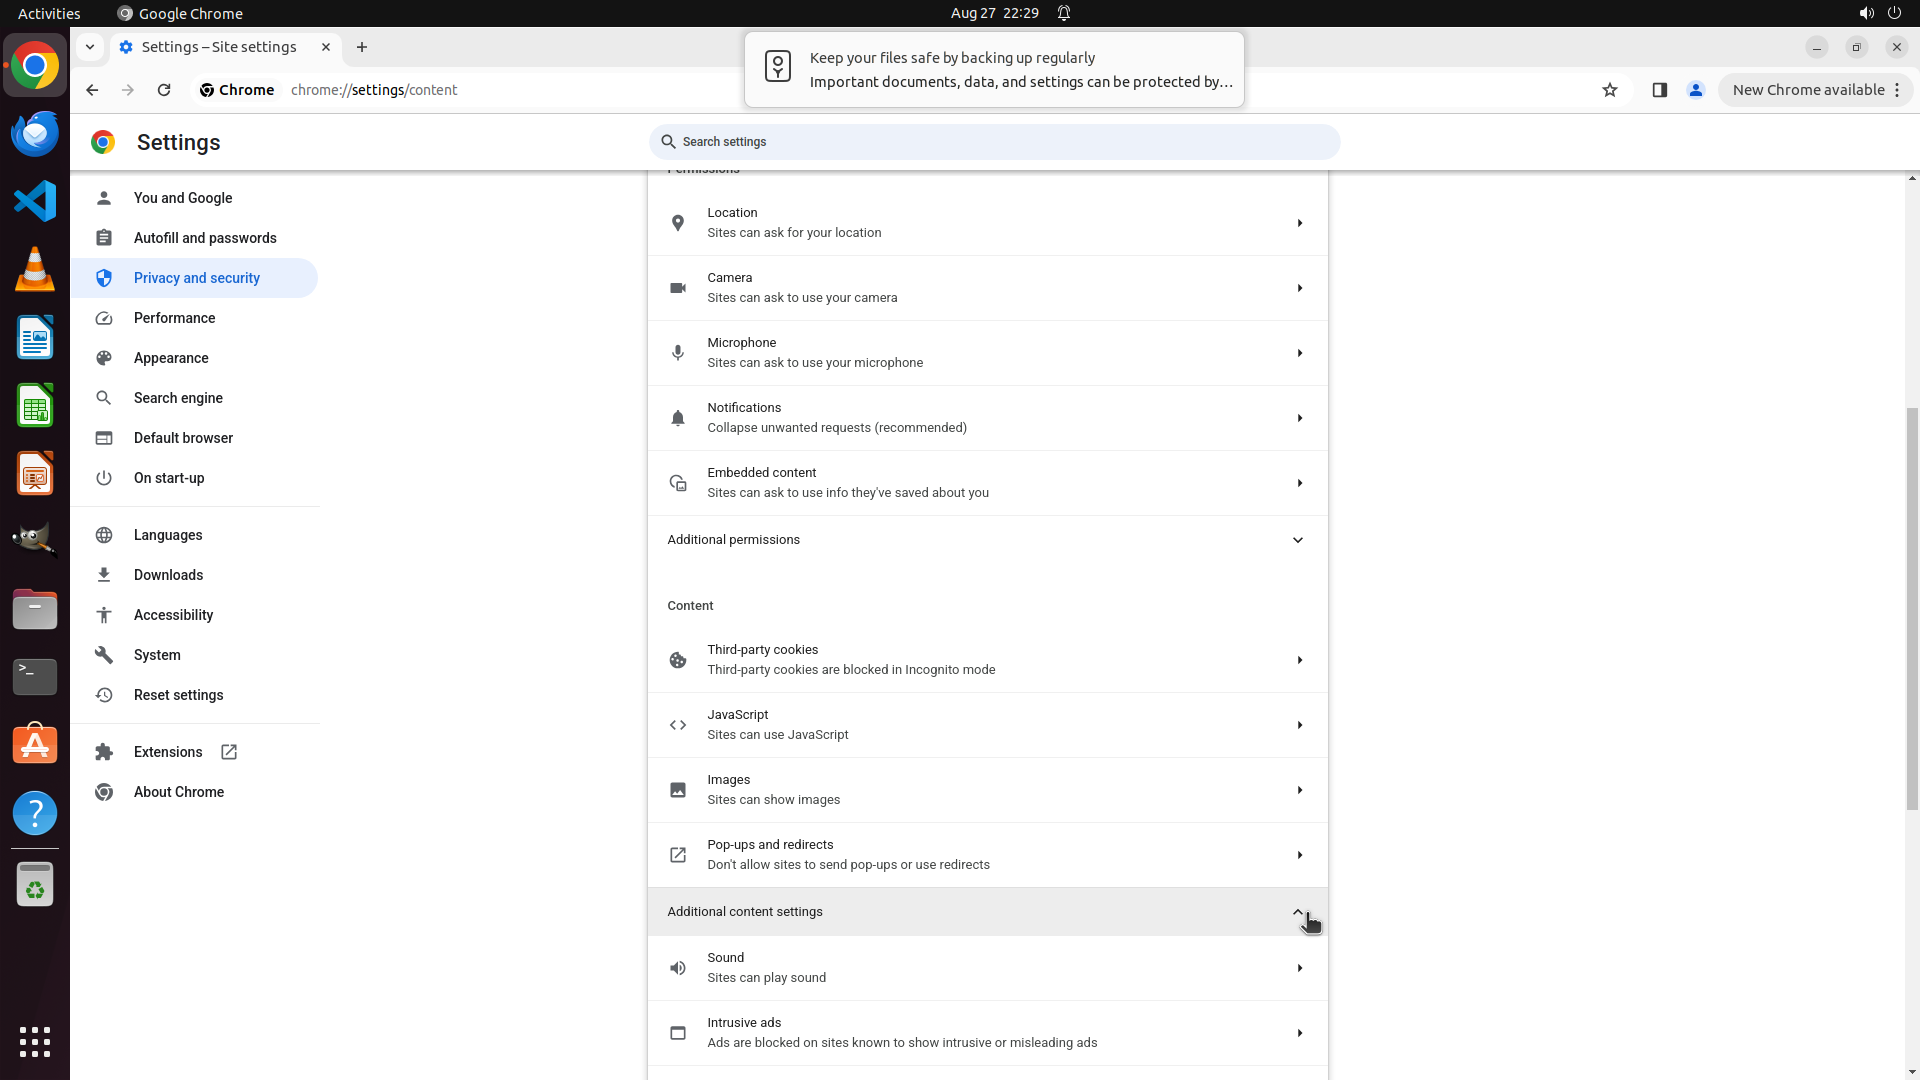 Activities
Google Chrome
Aug 27 22:29
Settings – Site settings
Keep your files safe by backing up regularly
Important documents, data, and settings can be protected by…
Chrome
chrome://settings/content
New Chrome available
Settings
Search settings
You and Google
Autofill and passwords
Privacy and security
Performance
Appearance
Search engine
Default browser
On start-up
Languages
Downloads
Accessibility
System
Reset settings
Extensions
About Chrome
Permissions
Location
Sites can ask for your location
Camera
Sites can ask to use your camera
Microphone
Sites can ask to use your microphone
Notifications
Collapse unwanted requests (recommended)
Embedded content
Sites can ask to use info they've saved about you
Additional permissions
Content
Third-party cookies
Third-party cookies are blocked in Incognito mode
JavaScript
Sites can use JavaScript
Images
Sites can show images
Pop-ups and redirects
Don't allow sites to send pop-ups or use redirects
Additional content settings
Sound
Sites can play sound
Intrusive ads
Ads are blocked on sites known to show intrusive or misleading ads